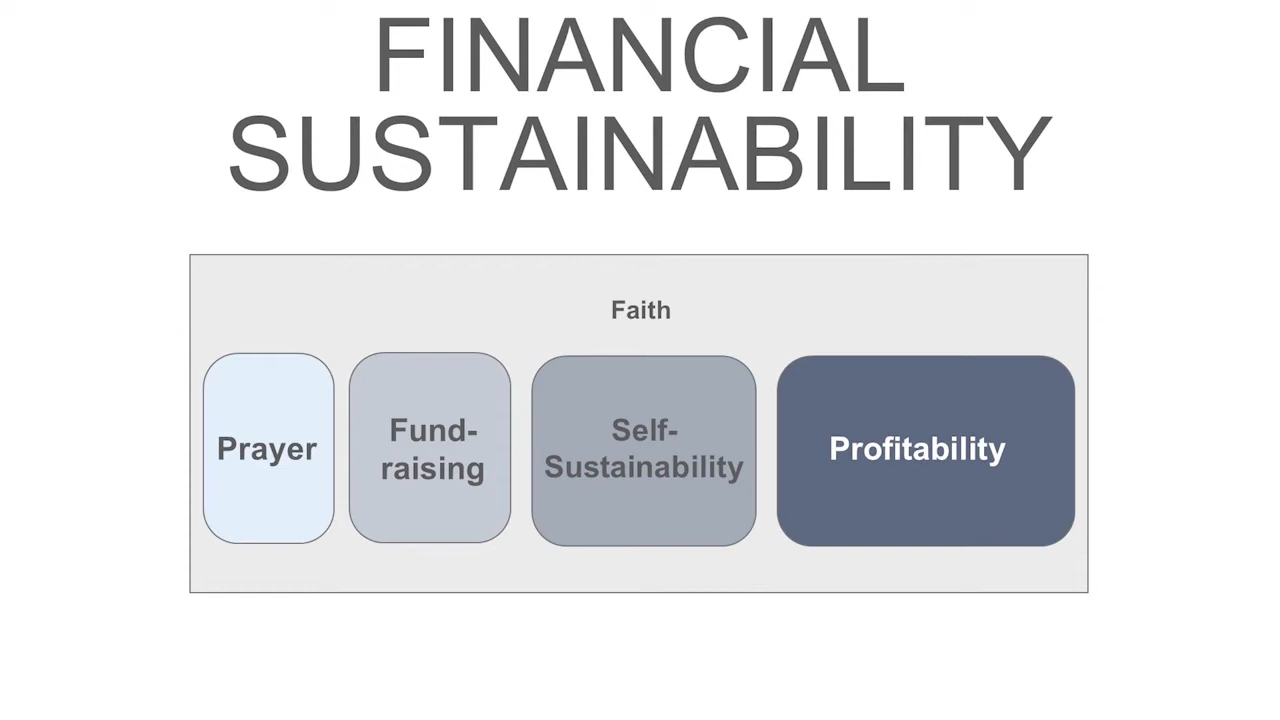 FINANCIAL
SUSTAINABILITY
Faith
Prayer
Fund-
raising
Self-
Sustainability
Profitability